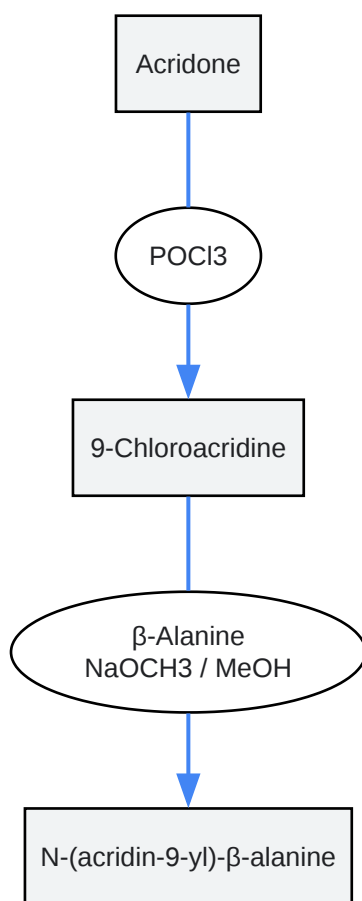 Acridone
POCl3
9-Chloroacridine
β-Alanine
NaOCH3 / MeOH
N-(acridin-9-yl)-β-alanine